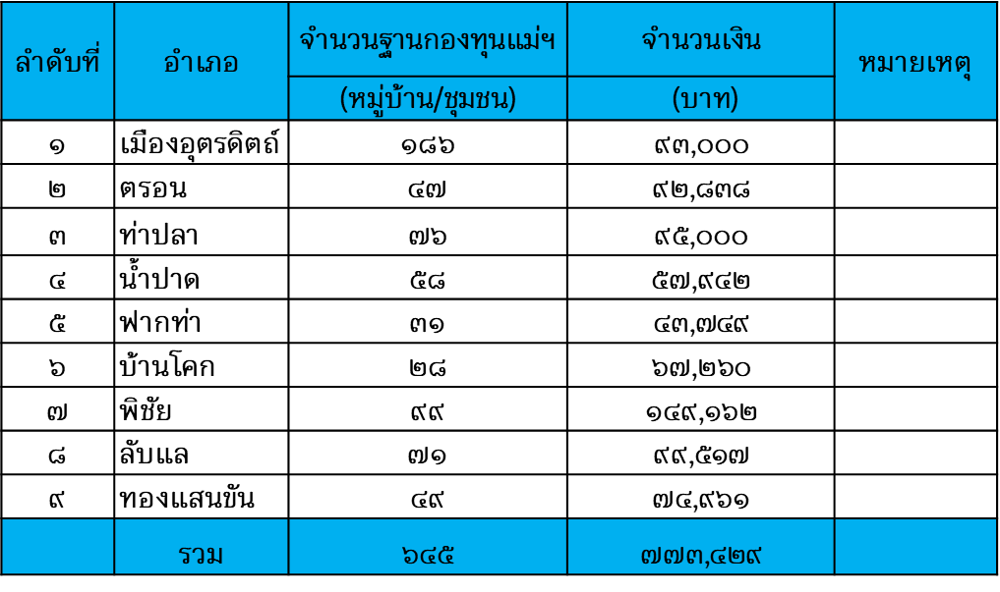 ลำดับที่ อำเภอ จำนวนฐานกองทุนแม่ฯ จำนวนเงิน หมายเหตุ
(หมู่บ้าน/ชุมชน) (บาท)
๑ เมืองอุตรดิตถ์ ๑๘๖ ๙๓,๐๐๐
๒ ตรอน ๔๗ ๙๒,๘๓๘
๓ ท่าปลา ๗๖ ๙๕,๐๐๐
๔ น้ำปาด ๕๘ ๕๗,๙๔๒
๕ ฟากท่า ๓๑ ๔๓,๗๔๙
๖ บ้านโคก ๒๘ ๖๗,๒๖๐
๗ พิชัย ๙๙ ๑๔๙,๑๖๒
๘ ลับแล ๗๑ ๙๙,๕๑๗
๙ ทองแสนขัน ๔๙ ๗๔,๙๖๑
รวม ๖๔๕ ๗๗๓,๔๒๙